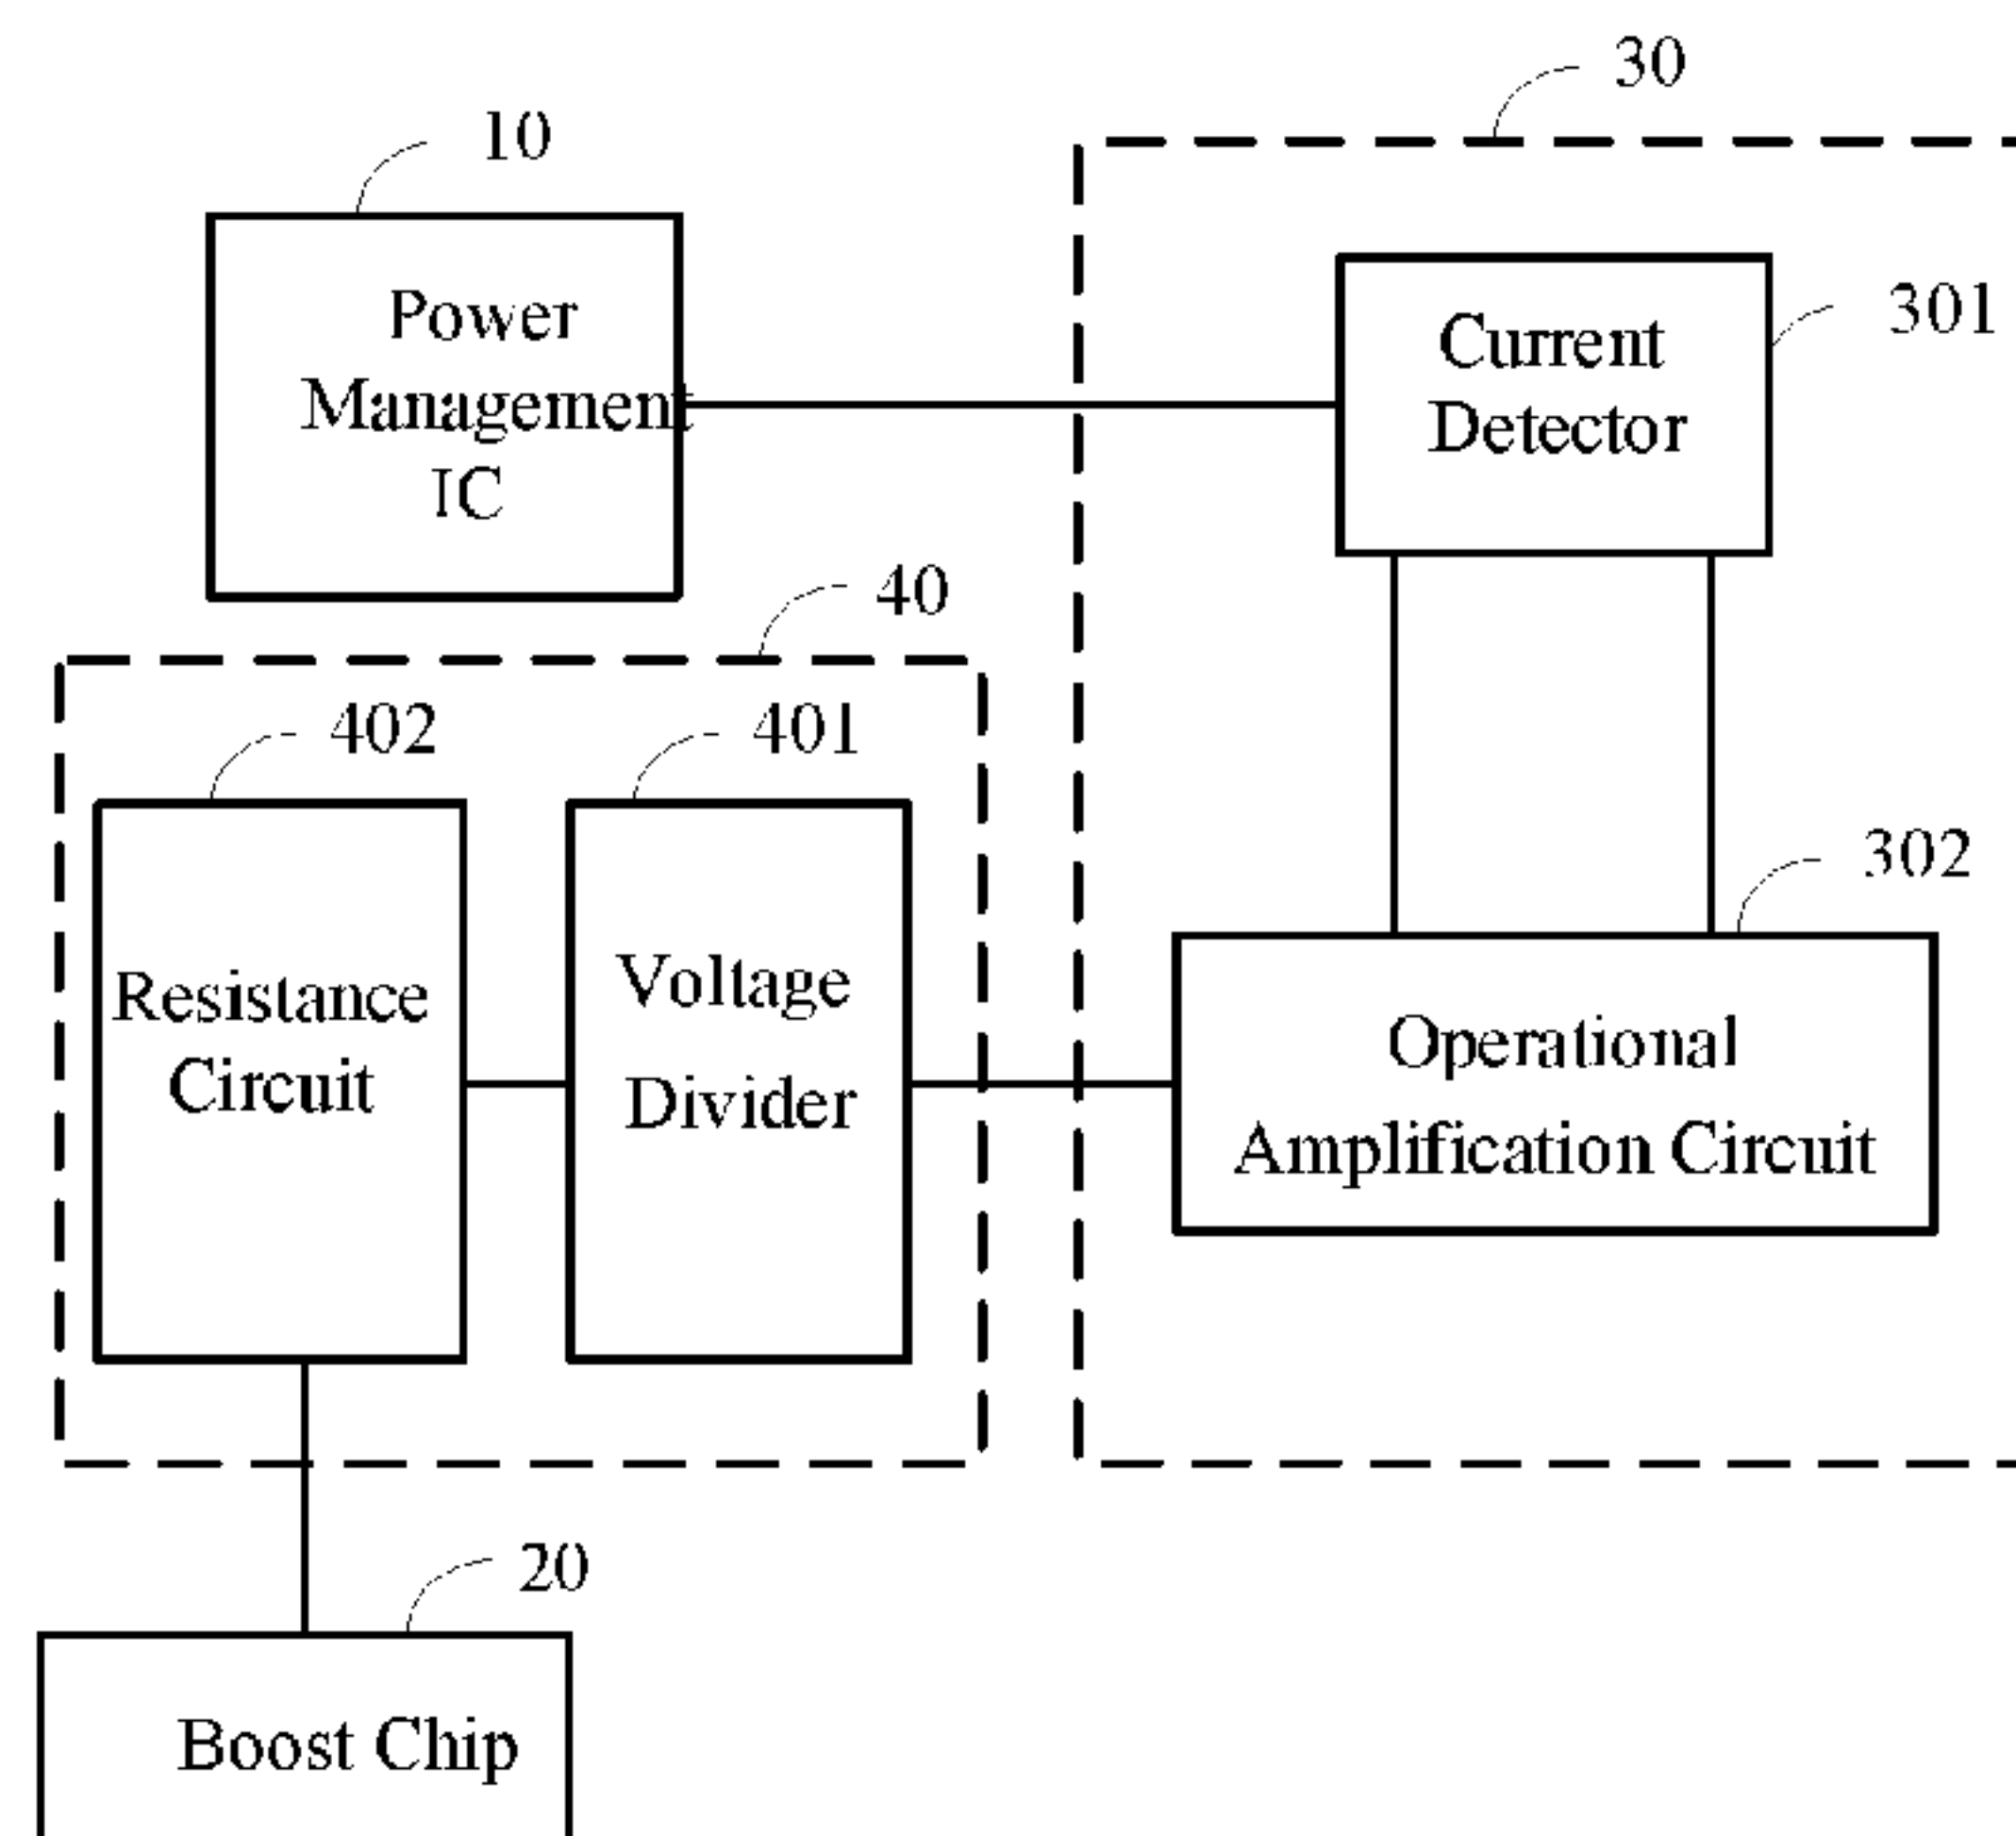 30
10
Power
Management
IC
Current
Detector
301
40
402
401
302
Resistance
Circuit
Voltage
Divider
Operational
Amplification Circuit
20
Boost Chip